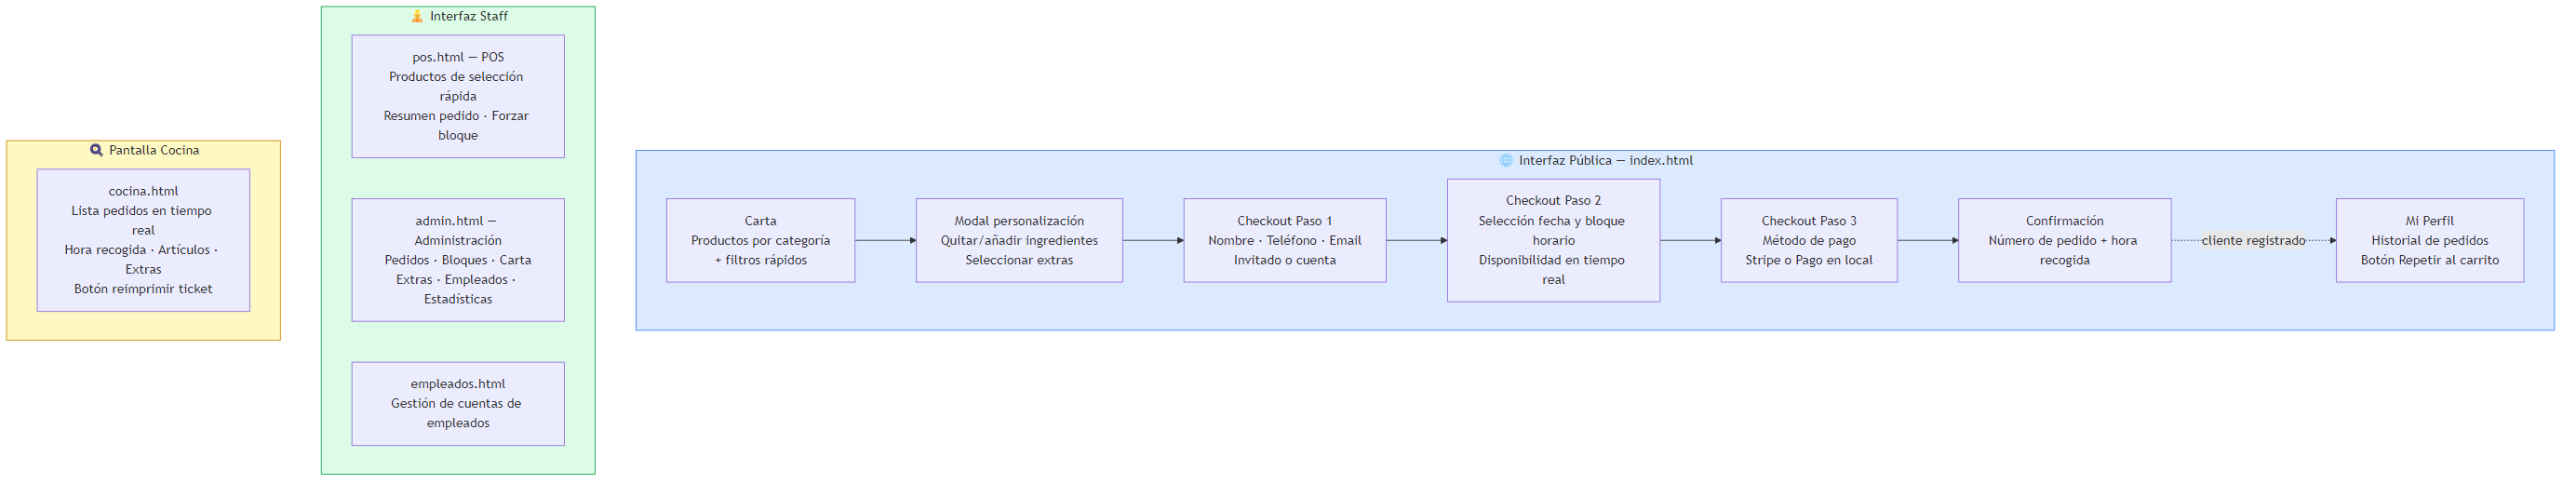 Pantalla Cocina
cocina.html
Lista pedidos en tiempo
real
Hora recogida · Artículos ·
Extras
Botón reimprimir ticket
Interfaz Staff
pos.html — POS
Productos de selección
rápida
Resumen pedido · Forzar
bloque
admin.html —
Administración
Pedidos · Bloques · Carta
Extras · Empleados ·
Estadísticas
empleados.html
Gestión de cuentas de
empleados
Interfaz Pública — index.html
Carta
Productos por categoría
+ filtros rápidos
Modal personalización
Quitar/añadir ingredientes
Seleccionar extras
Checkout Paso 1
Nombre · Teléfono · Email
Invitado o cuenta
Checkout Paso 2
Selección fecha y bloque
horario
Disponibilidad en tiempo
real
Checkout Paso 3
Método de pago
Stripe o Pago en local
Confirmación
Número de pedido + hora
recogida
cliente registrado
Mi Perfil
Historial de pedidos
Botón Repetir al carrito